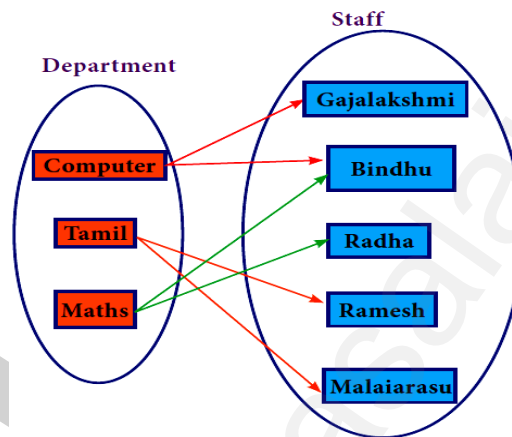 Staff
Department
Gajalakshmi
Computer
Bindhu
Tamil
Radha
Maths
Ramesh
Malaiarasu